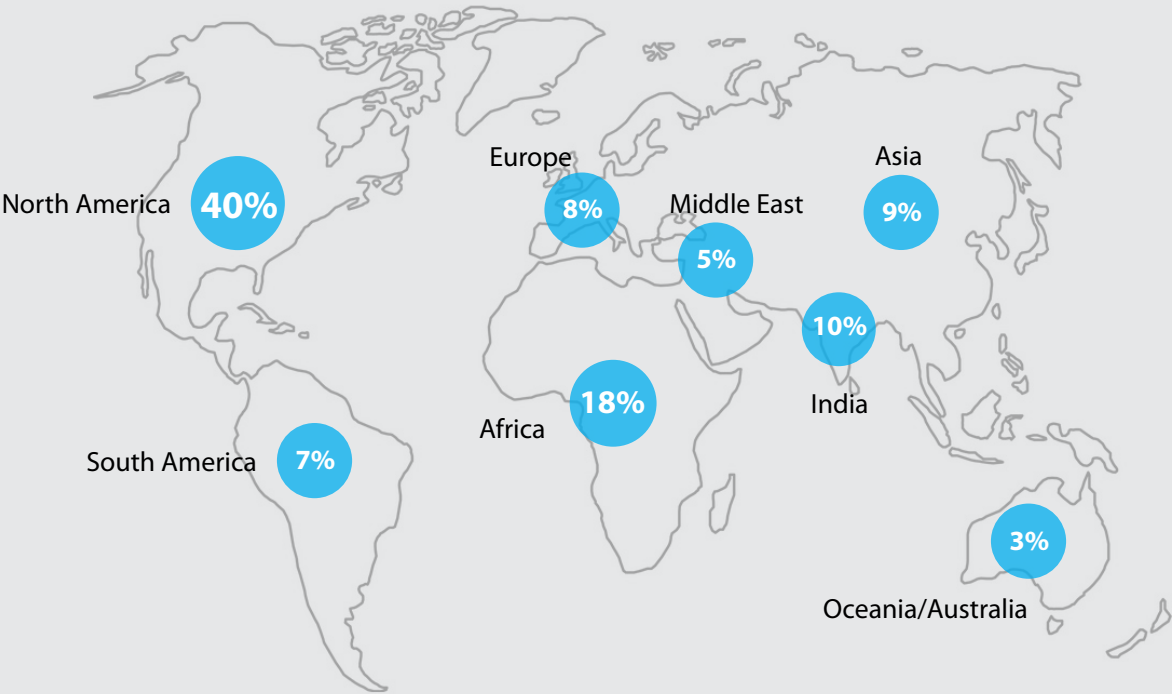 Europe
8%
Asia
9%
North America
40%
Middle East
5%
10%
India
18%
Africa
South America
7%
3%
Oceania/Australia